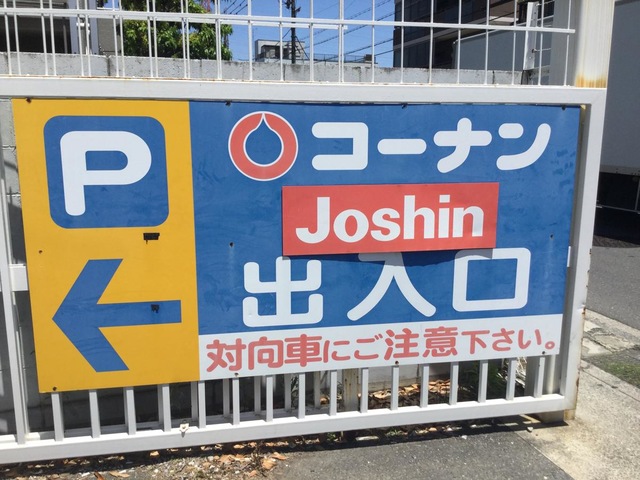 P
コーナン
Joshin
出入口
対向車にご注意下さい。